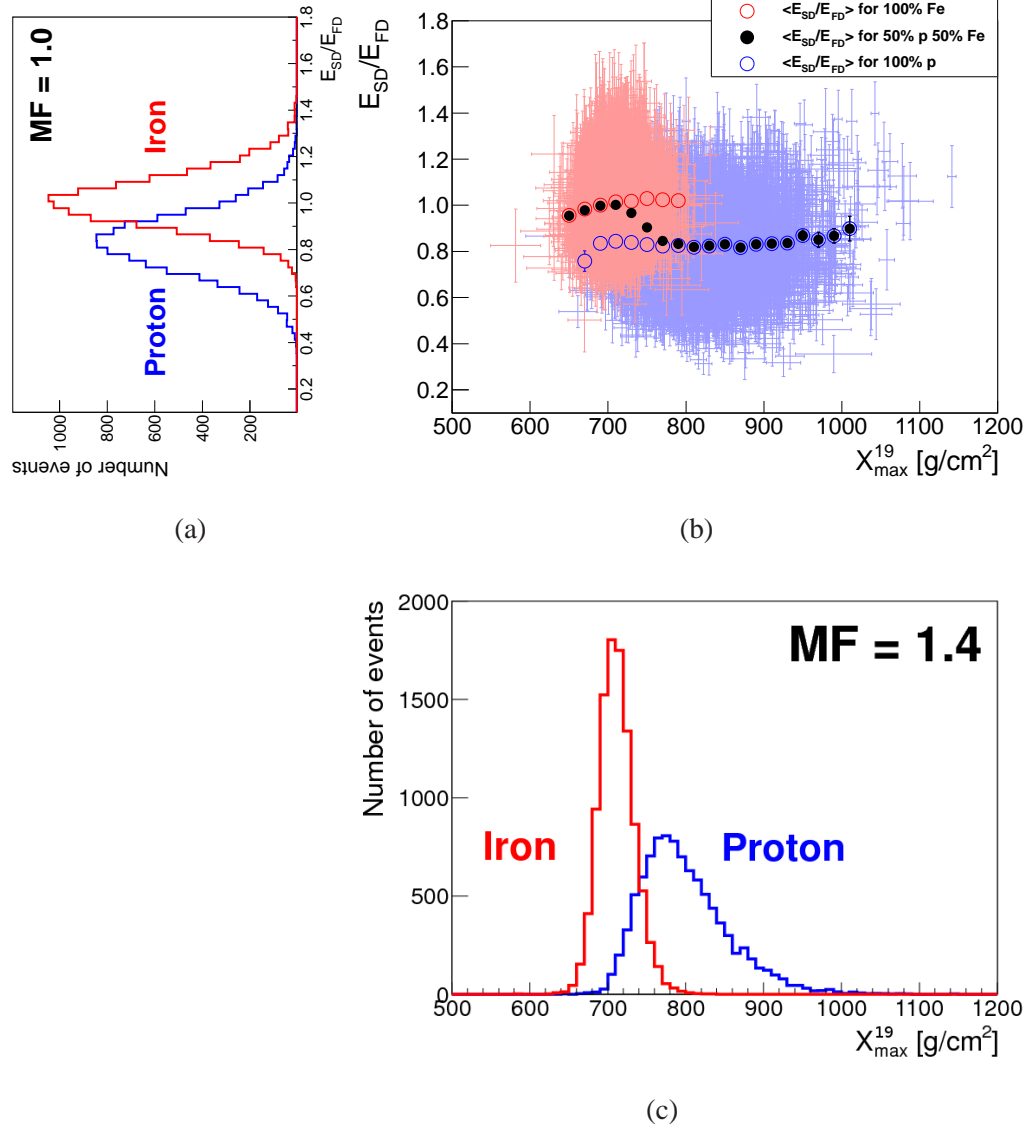 MF = 1.0
Iron
Proton
0.2 0.4 0.6 0.8 1.0 1.2 1.4 1.6 1.8
E_SD/E_FD
1000 800 600 400 200
Number of events
(a)
<E_SD/E_FD> for 100% Fe
<E_SD/E_FD> for 50% p 50% Fe
<E_SD/E_FD> for 100% p
E_SD/E_FD
1.8
1.6
1.4
1.2
1.0
0.8
0.6
0.4
0.2
500 600 700 800 900 1000 1100 1200
X_max^19 [g/cm^2]
(b)
Number of events
2000
1500
1000
500
0
MF = 1.4
Iron
Proton
500 600 700 800 900 1000 1100 1200
X_max^19 [g/cm^2]
(c)